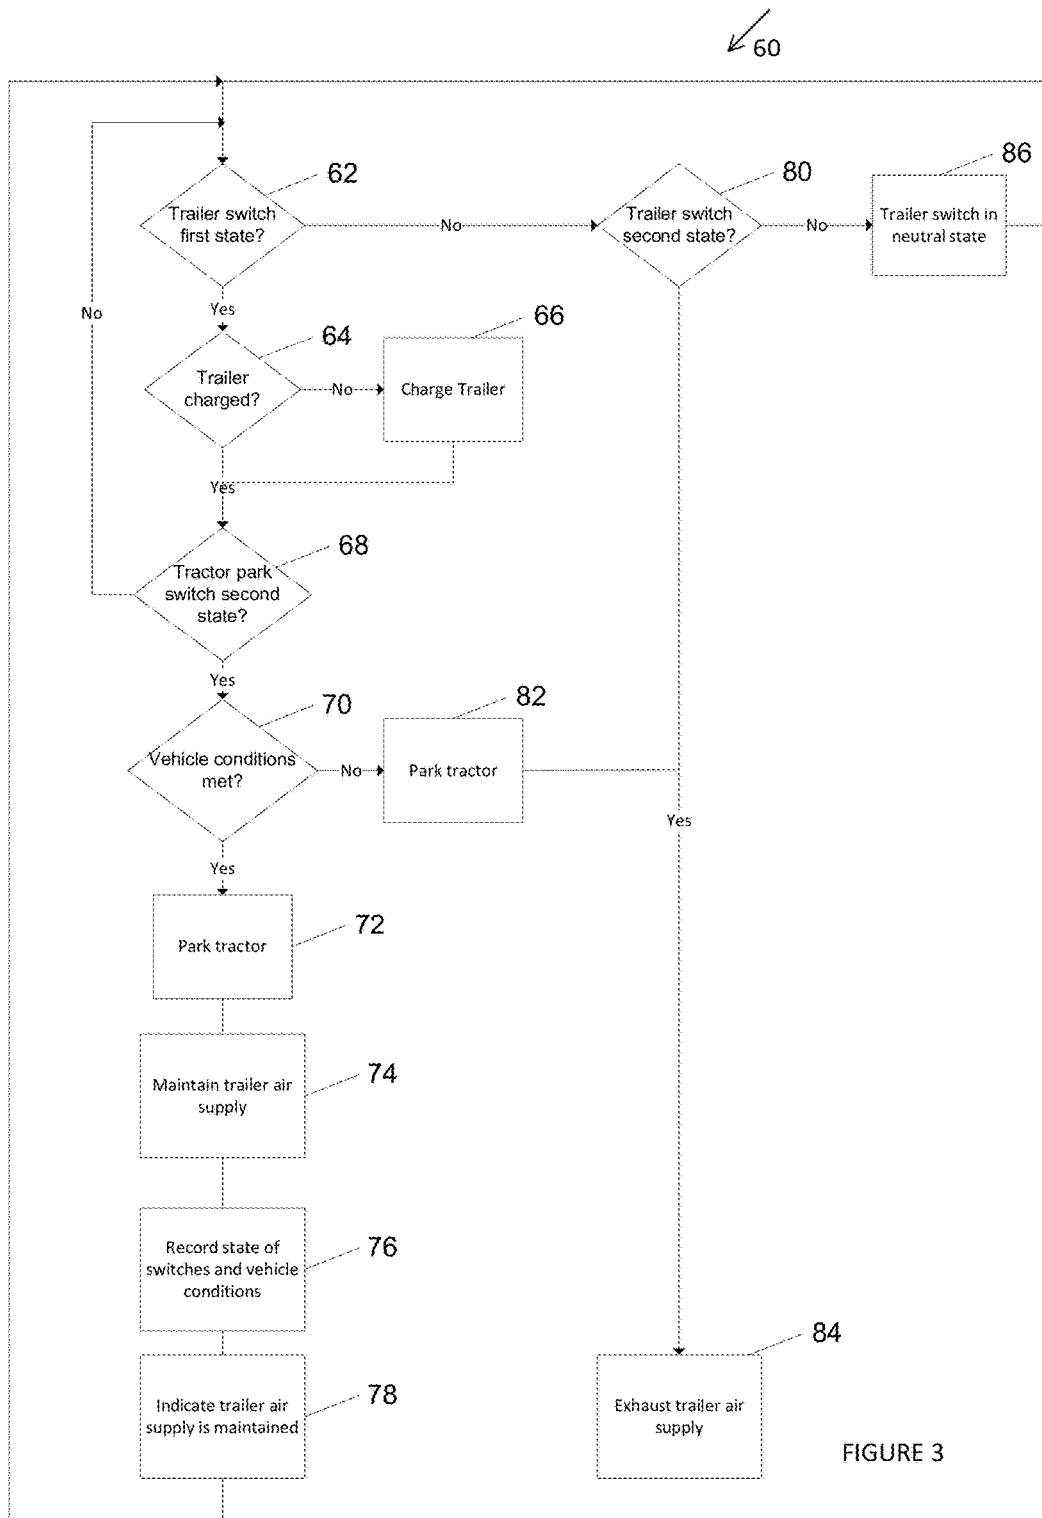 60
62
Trailer switch
first state?
No
80
Trailer switch
second state?
No
86
Trailer switch in
neutral state
Yes
No
64
Trailer
charged?
No
66
Charge Trailer
Yes
68
Tractor park
switch second
state?
Yes
70
Vehicle conditions
met?
No
82
Park tractor
Yes
Yes
72
Park tractor
74
Maintain trailer air
supply
76
Record state of
switches and vehicle
conditions
78
Indicate trailer air
supply is maintained
84
Exhaust trailer air
supply
FIGURE 3